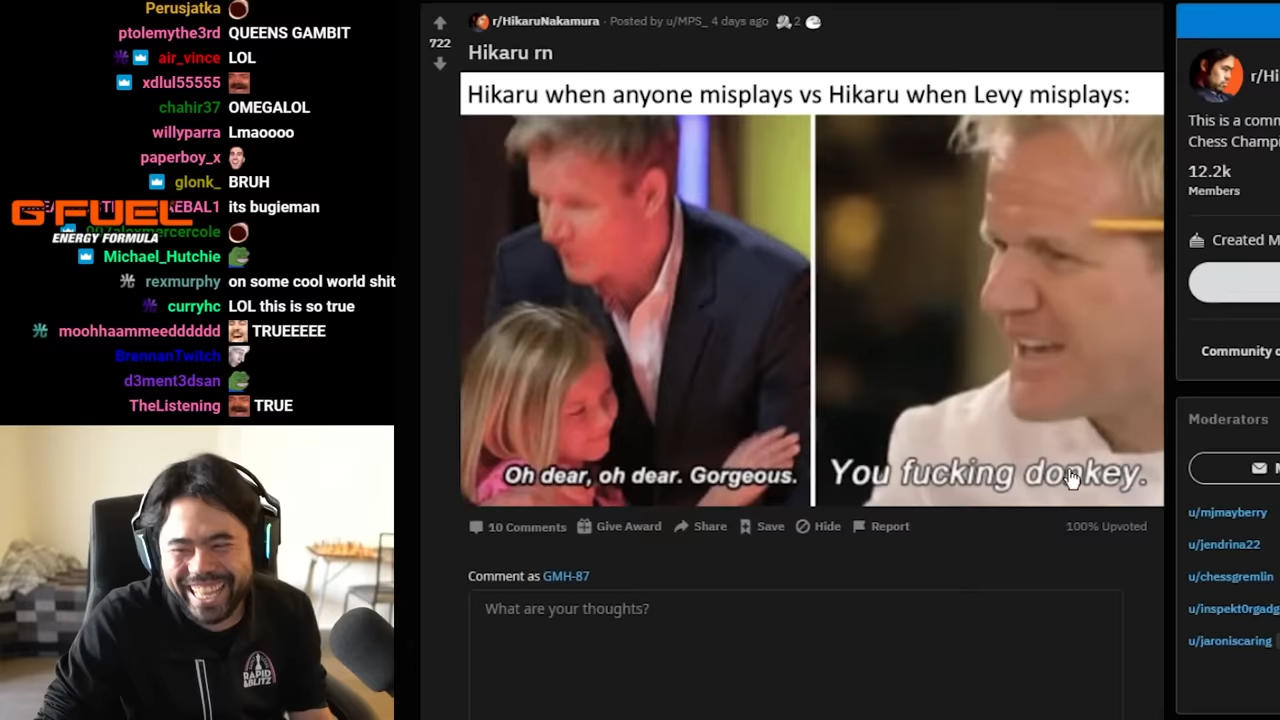 Perusjatka
ptolemythe3rd QUEENS GAMBIT
air_vince LOL
xdlul55555
chahir37 OMEGALOL
willyparra Lmaoooo
paperboy_x
glonk_ BRUH
KEBAL1 its bugieman
G FUEL
ENERGY FORMULA
Michael_Hutchie
rexmurphy on some cool world shit
curryhc LOL this is so true
moohhaammeedddddd TRUEEEEE
BrennanTwitch
d3ment3dsan
TheListening TRUE
RAPID
&BLITZ
r/HikaruNakamura · Posted by u/MPS_ 4 days ago 2
722
Hikaru rn
Hikaru when anyone misplays vs Hikaru when Levy misplays:
Oh dear, oh dear. Gorgeous.
You fucking donkey.
10 Comments Give Award Share Save Hide Report 100% Upvoted
Comment as GMH-87
What are your thoughts?
r/Hi
This is a comm
Chess Champ
12.2k
Members
Created M
Community o
Moderators
M
u/mjmayberry
u/jendrina22
u/chessgremlin
u/inspekt0rgadg
u/jaroniscaring